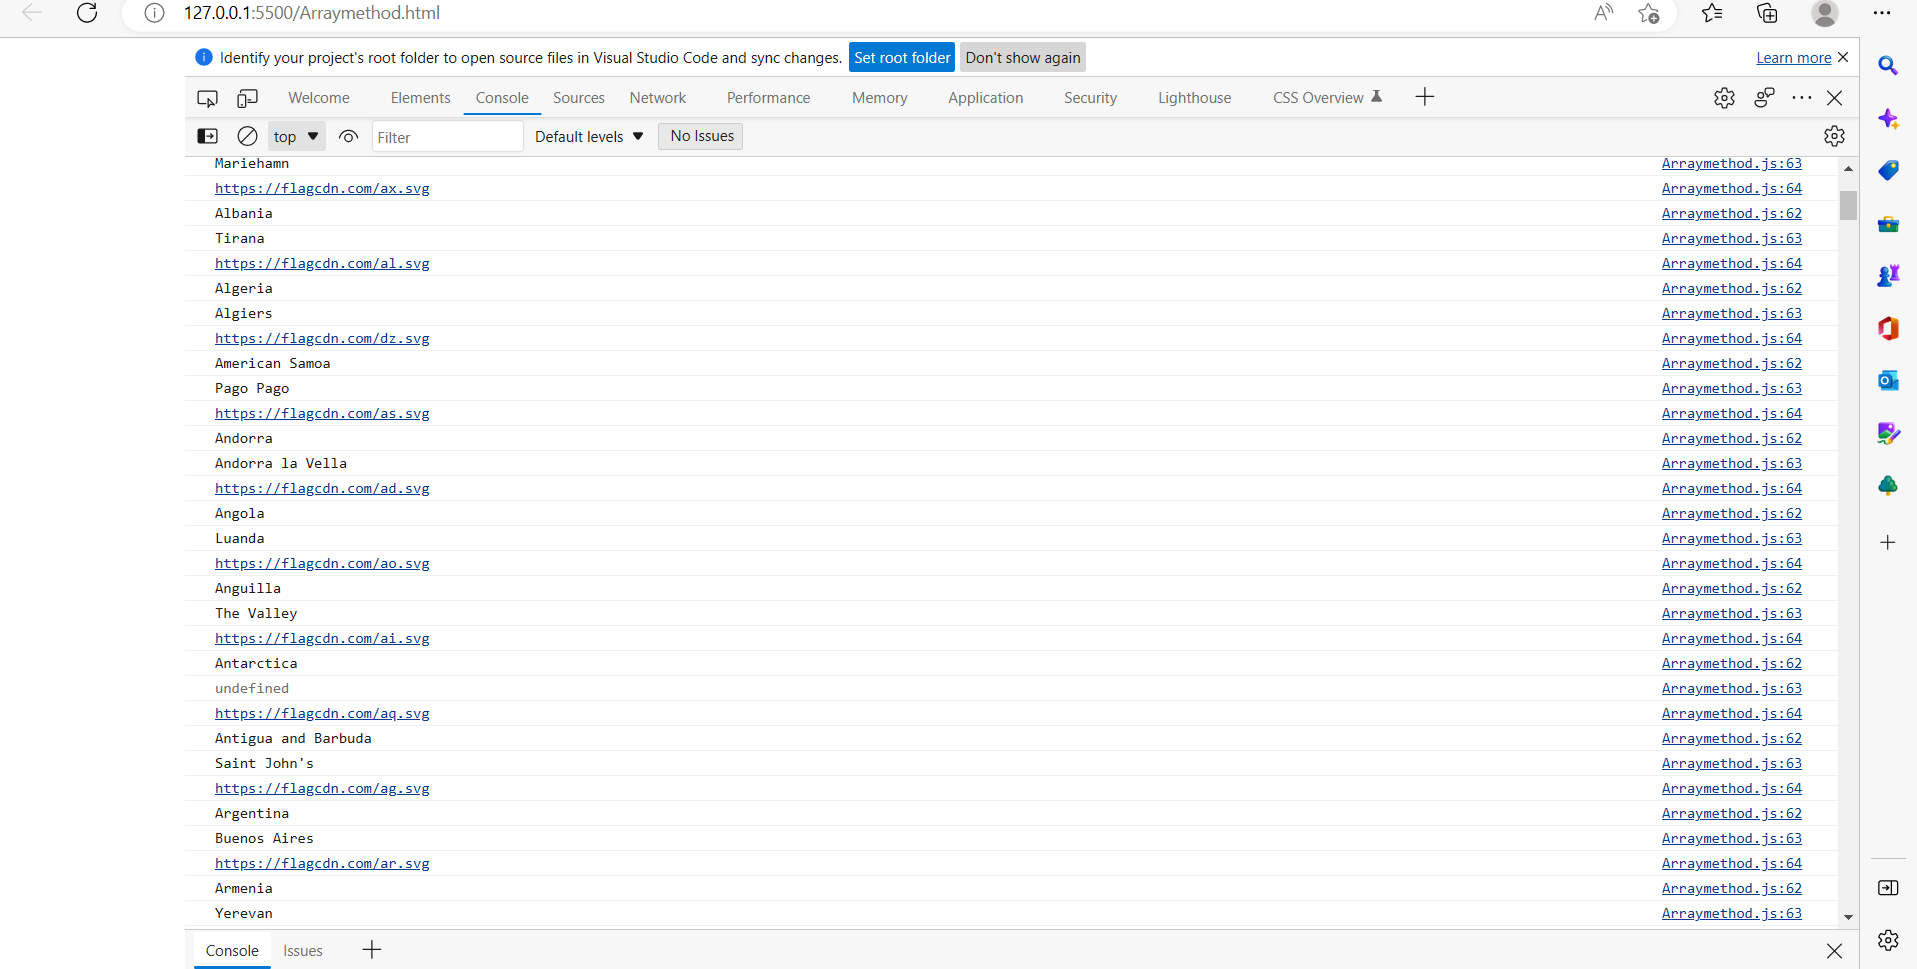 127.0.0.1:5500/Arraymethod.html
Identify your project's root folder to open source files in Visual Studio Code and sync changes. Set root folder Don't show again Learn more
Welcome Elements Console Sources Network Performance Memory Application Security Lighthouse CSS Overview
top Filter Default levels No Issues
Mariehamn Arraymethod.js:63
https://flagcdn.com/ax.svg Arraymethod.js:64
Albania Arraymethod.js:62
Tirana Arraymethod.js:63
https://flagcdn.com/al.svg Arraymethod.js:64
Algeria Arraymethod.js:62
Algiers Arraymethod.js:63
https://flagcdn.com/dz.svg Arraymethod.js:64
American Samoa Arraymethod.js:62
Pago Pago Arraymethod.js:63
https://flagcdn.com/as.svg Arraymethod.js:64
Andorra Arraymethod.js:62
Andorra la Vella Arraymethod.js:63
https://flagcdn.com/ad.svg Arraymethod.js:64
Angola Arraymethod.js:62
Luanda Arraymethod.js:63
https://flagcdn.com/ao.svg Arraymethod.js:64
Anguilla Arraymethod.js:62
The Valley Arraymethod.js:63
https://flagcdn.com/ai.svg Arraymethod.js:64
Antarctica Arraymethod.js:62
undefined Arraymethod.js:63
https://flagcdn.com/aq.svg Arraymethod.js:64
Antigua and Barbuda Arraymethod.js:62
Saint John's Arraymethod.js:63
https://flagcdn.com/ag.svg Arraymethod.js:64
Argentina Arraymethod.js:62
Buenos Aires Arraymethod.js:63
https://flagcdn.com/ar.svg Arraymethod.js:64
Armenia Arraymethod.js:62
Yerevan Arraymethod.js:63
Console Issues